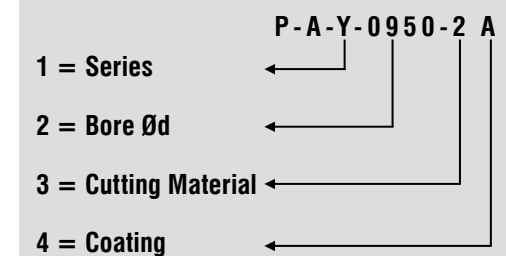 P-A-Y-0950-2 A
1 = Series
2 = Bore Ød
3 = Cutting Material
4 = Coating